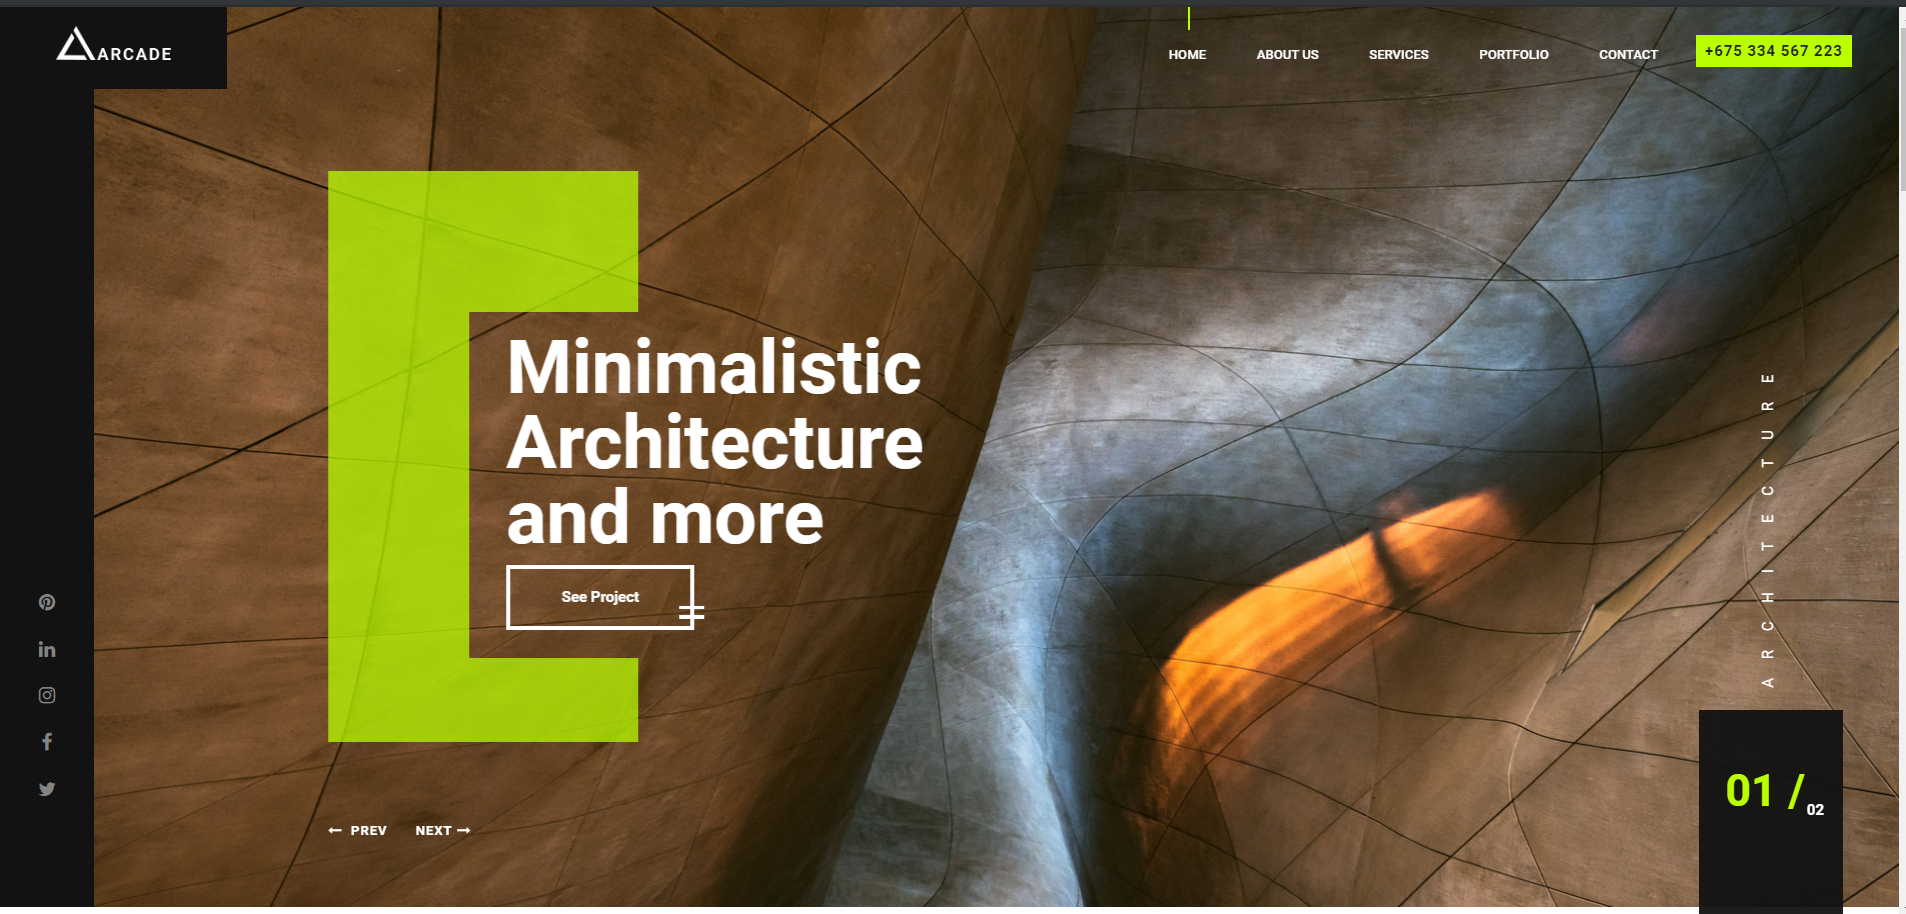 ARCADE
HOME ABOUT US SERVICES PORTFOLIO CONTACT +675 334 567 223
Minimalistic
Architecture
and more
See Project
ARCHITECTURE
01 / 02
PREV NEXT